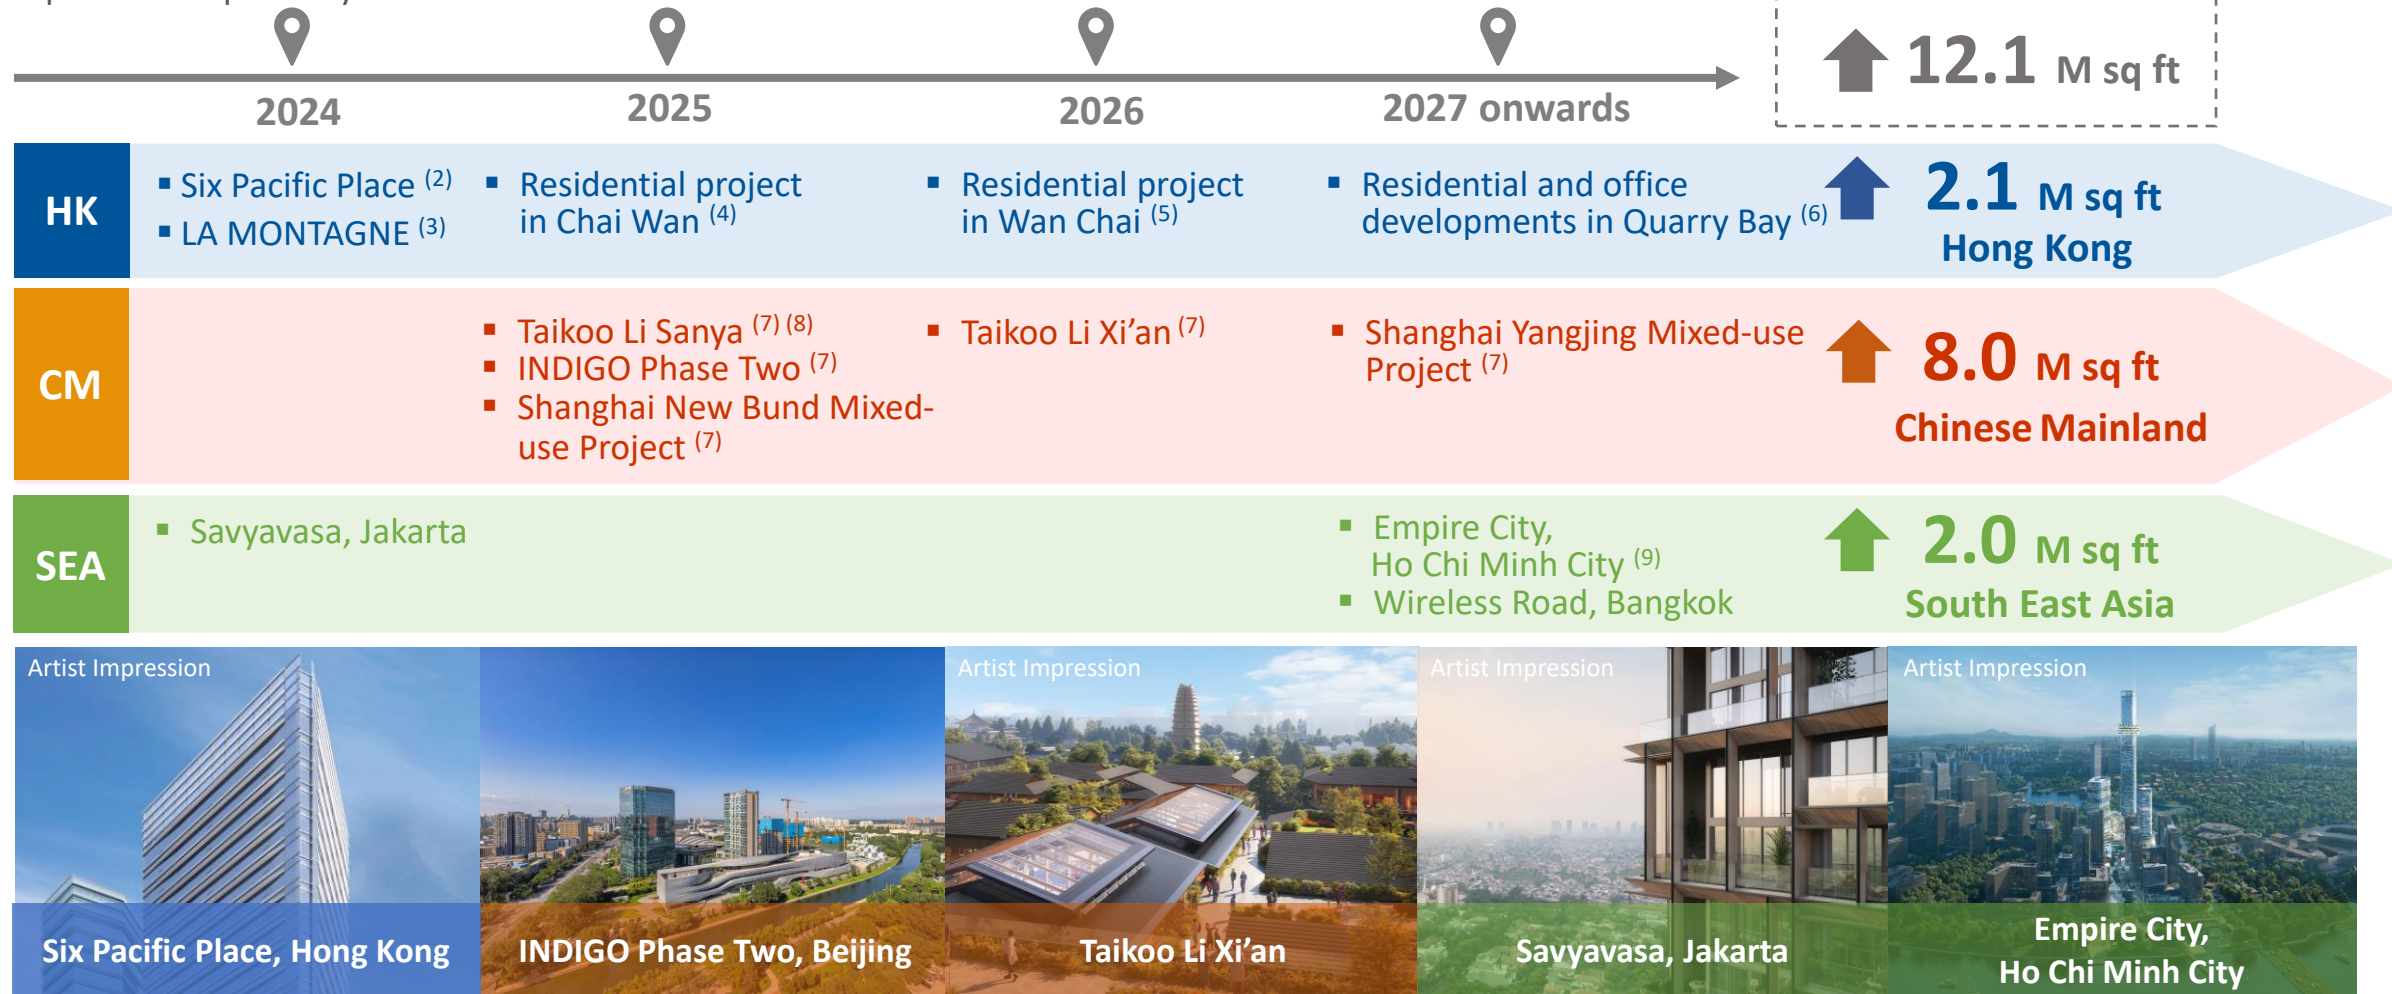 2024
2025
2026
2027 onwards
12.1 M sq ft
HK
▪ Six Pacific Place (2)
▪ LA MONTAGNE (3)
▪ Residential project
in Chai Wan (4)
▪ Residential project
in Wan Chai (5)
▪ Residential and office
developments in Quarry Bay (6)
2.1 M sq ft
Hong Kong
CM
▪ Taikoo Li Sanya (7) (8)
▪ INDIGO Phase Two (7)
▪ Shanghai New Bund Mixed-
use Project (7)
▪ Taikoo Li Xi’an (7)
▪ Shanghai Yangjing Mixed-use
Project (7)
8.0 M sq ft
Chinese Mainland
SEA
▪ Savyavasa, Jakarta
▪ Empire City,
Ho Chi Minh City (9)
▪ Wireless Road, Bangkok
2.0 M sq ft
South East Asia
Artist Impression
Six Pacific Place, Hong Kong
INDIGO Phase Two, Beijing
Artist Impression
Taikoo Li Xi’an
Artist Impression
Savyavasa, Jakarta
Artist Impression
Empire City,
Ho Chi Minh City